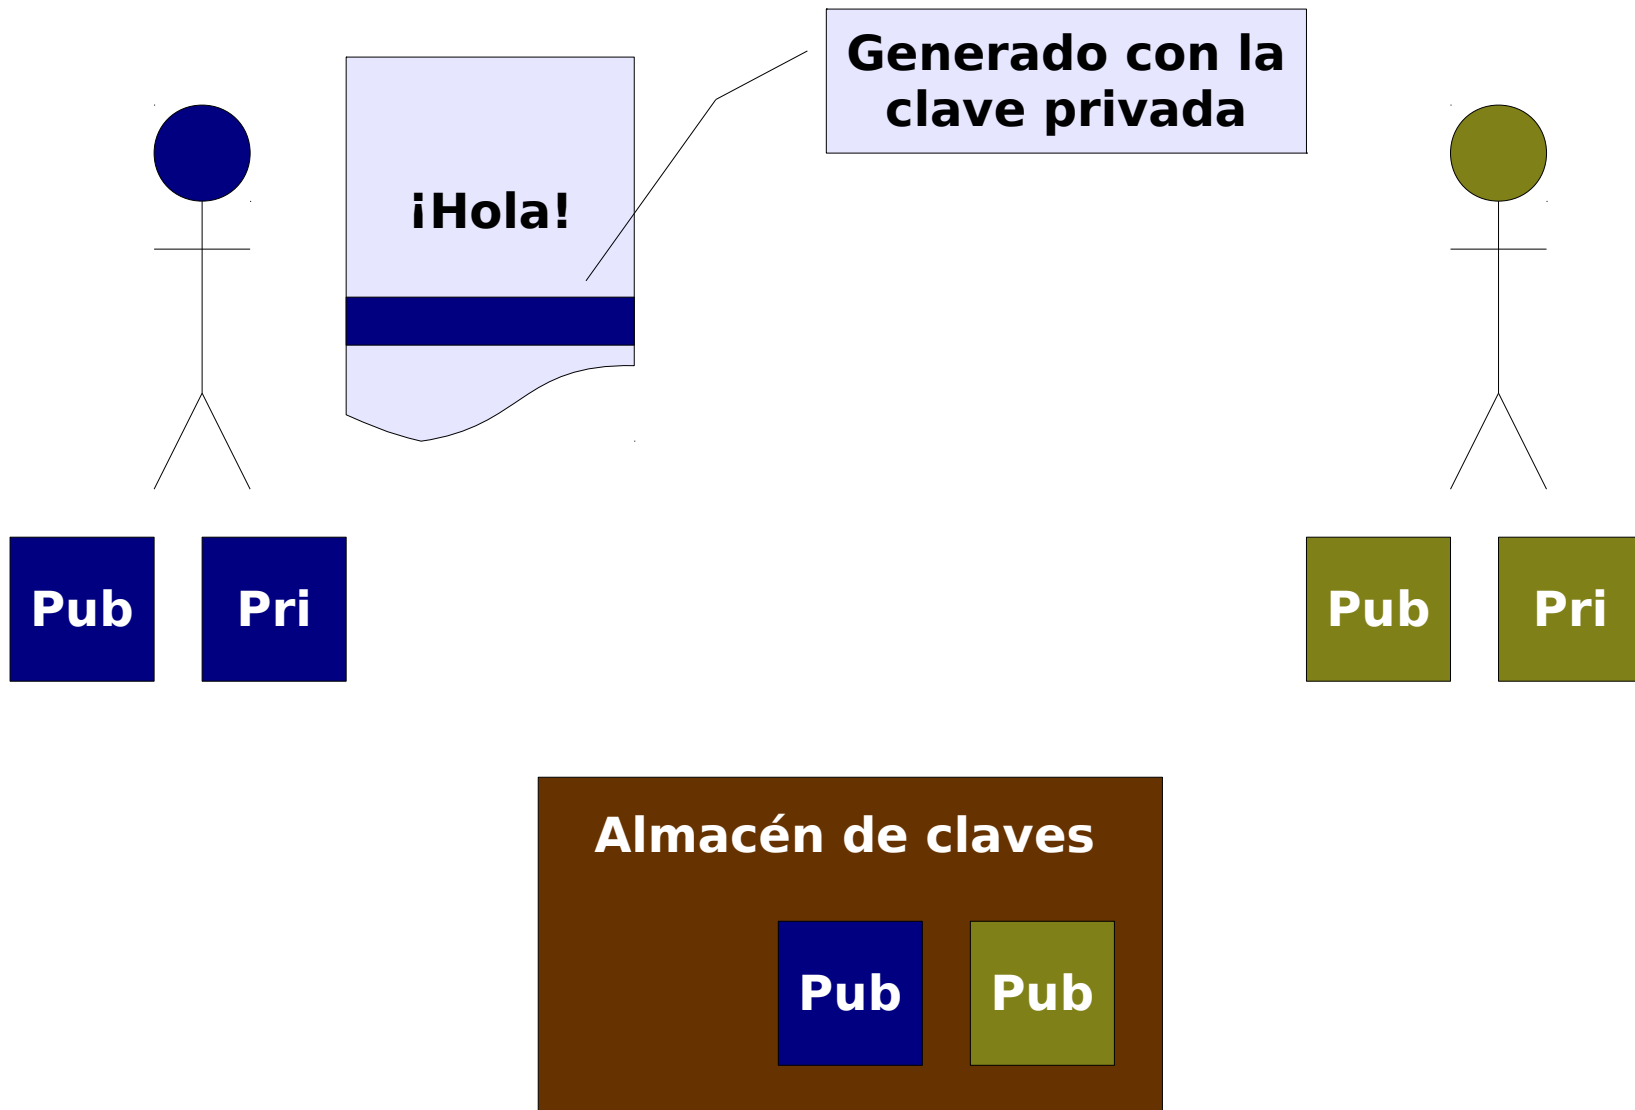 Generado con la
clave privada
¡Hola!
Pub
Pri
Pub
Pri
Almacén de claves
Pub
Pub